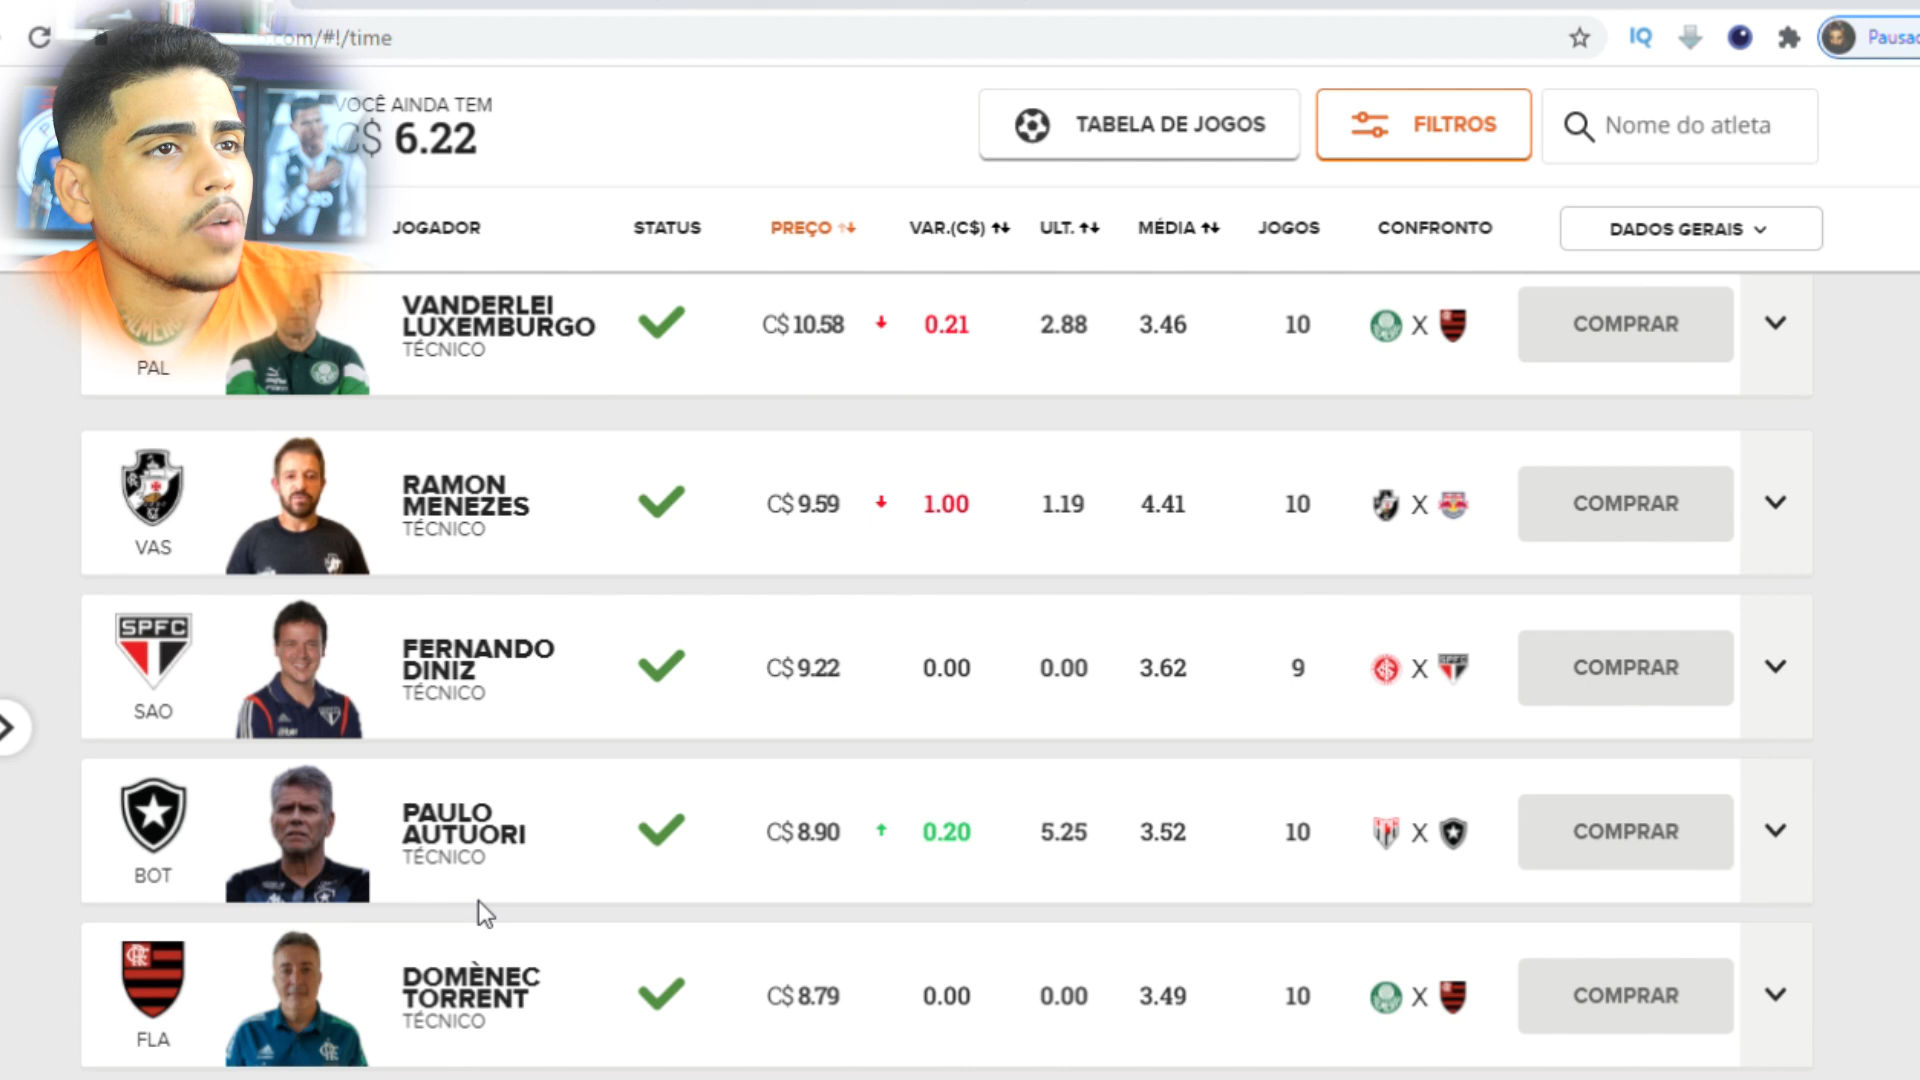 com/#!/time
IQ
Pausac
VOCÊ AINDA TEM
C$ 6.22
TABELA DE JOGOS
FILTROS
Nome do atleta
JOGADOR STATUS PREÇO VAR.(C$) ULT. MÉDIA JOGOS CONFRONTO DADOS GERAIS
PAL
VANDERLEI
LUXEMBURGO
TÉCNICO
C$ 10.58 0.21 2.88 3.46 10 X COMPRAR
VAS
RAMON
MENEZES
TÉCNICO
C$ 9.59 1.00 1.19 4.41 10 X COMPRAR
SPFC
SAO
FERNANDO
DINIZ
TÉCNICO
C$ 9.22 0.00 0.00 3.62 9 X SPFC COMPRAR
BOT
PAULO
AUTUORI
TÉCNICO
C$ 8.90 0.20 5.25 3.52 10 X COMPRAR
FLA
DOMÈNEC
TORRENT
TÉCNICO
C$ 8.79 0.00 0.00 3.49 10 X COMPRAR